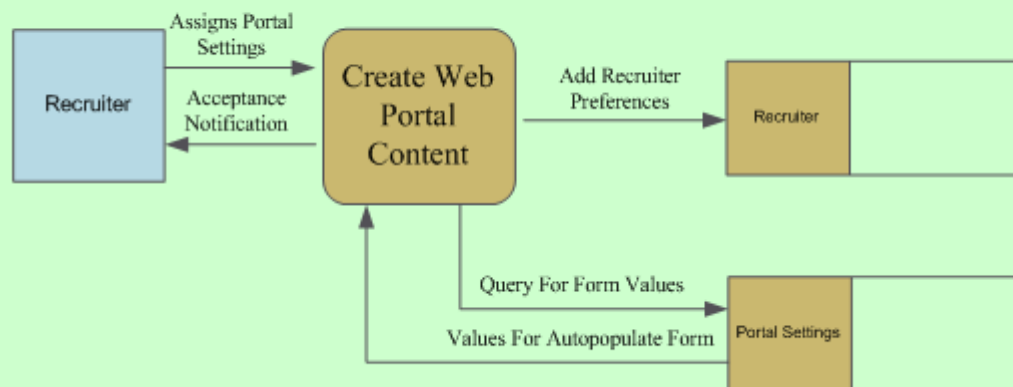 Assigns Portal
Settings
Recruiter
Acceptance
Notification
Create Web
Portal
Content
Add Recruiter
Preferences
Recruiter
Query For Form Values
Values For Autopopulate Form
Portal Settings